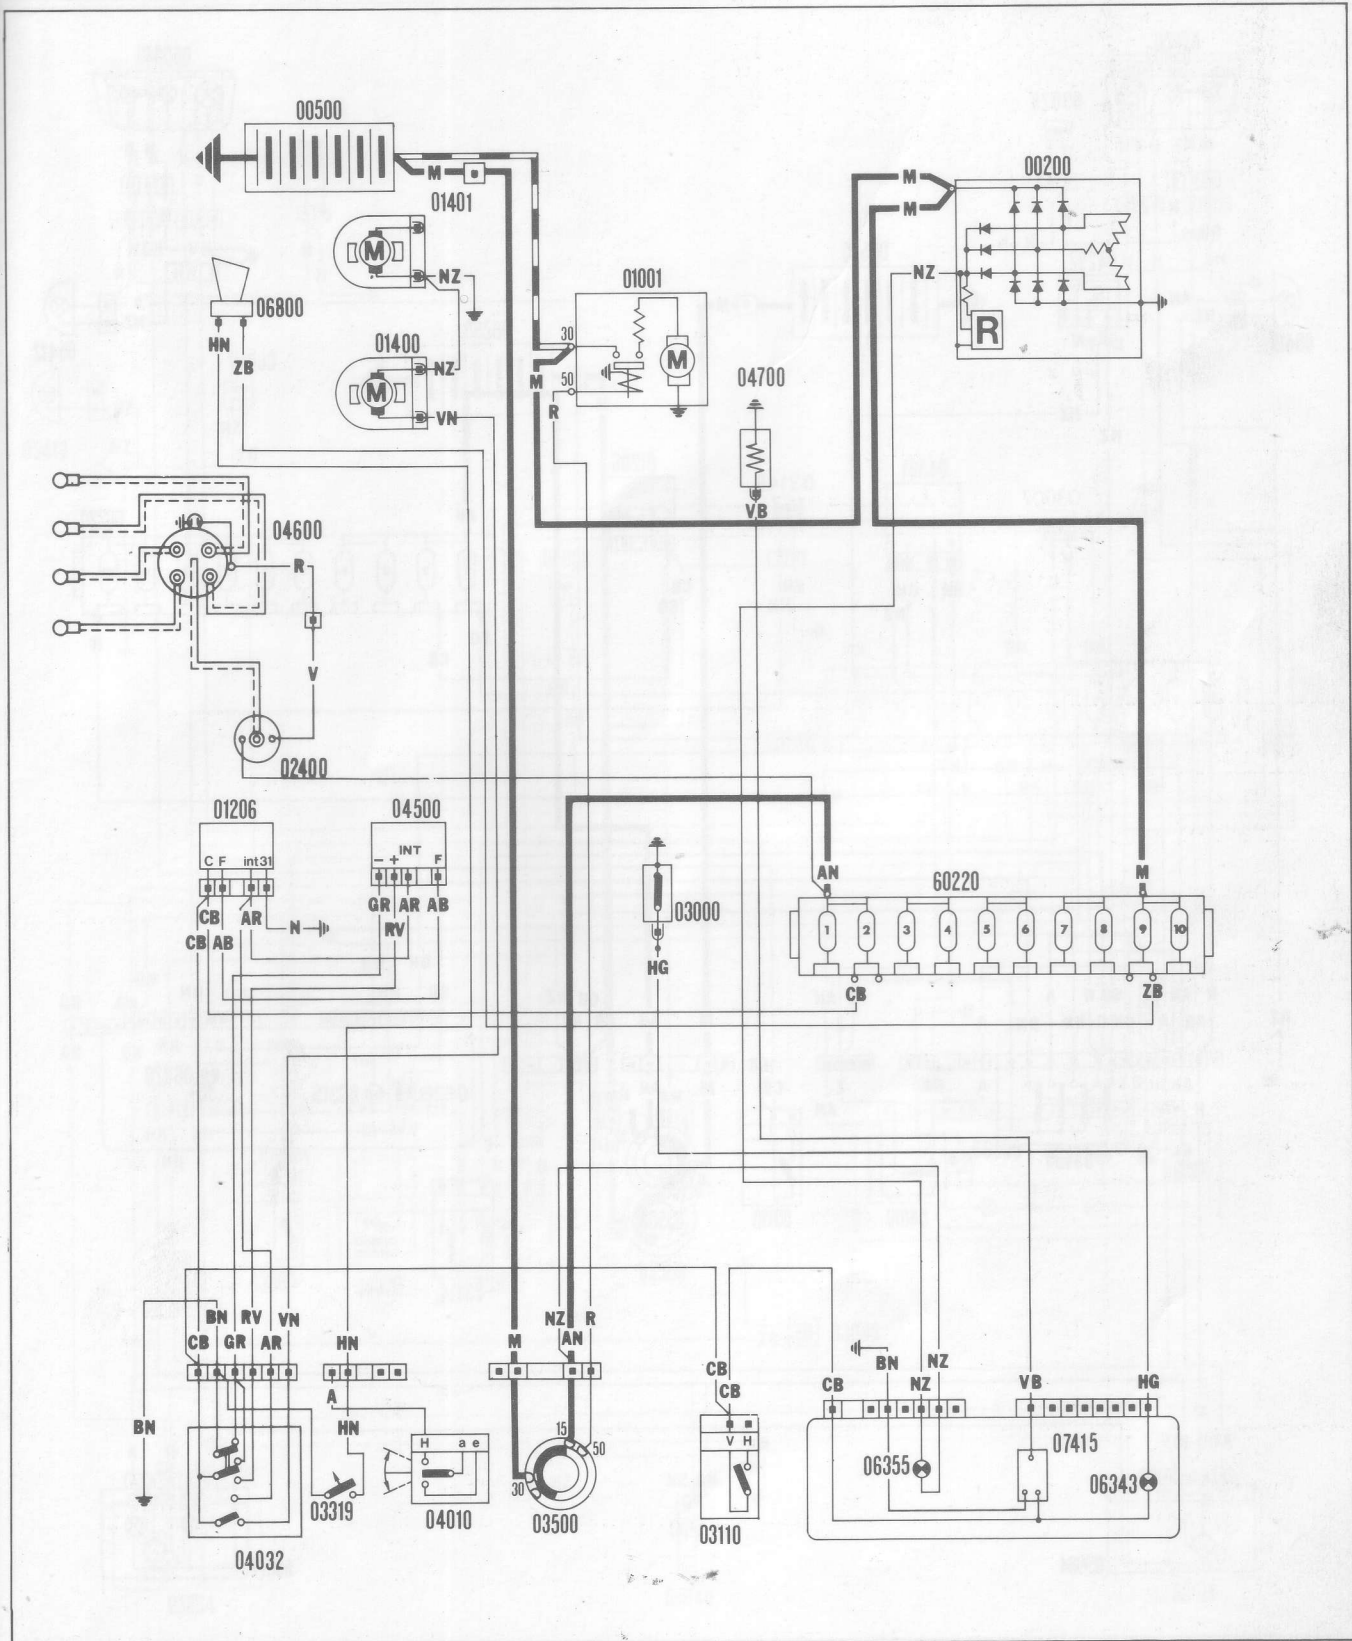 00500
M
01401
M
NZ
06800
HN
ZB
01400
M
NZ
VN
01001
30
50
M
M
R
04700
VB
M
M
00200
NZ
R
04600
R
V
02400
01206
C F int 31
CB AR
CB AB
N
04500
INT
- + F
GR AR AB
RV
03000
HG
AN
60220
M
1 2 3 4 5 6 7 8 9 10
CB
ZB
BN RV VN
CB GR AR
BN
04032
HN
A
HN
03319
H a e
04010
NZ R
M AN
15
50
30
03500
CB
CB
V H
03110
BN NZ
CB NZ
VB HG
06355
07415
06343